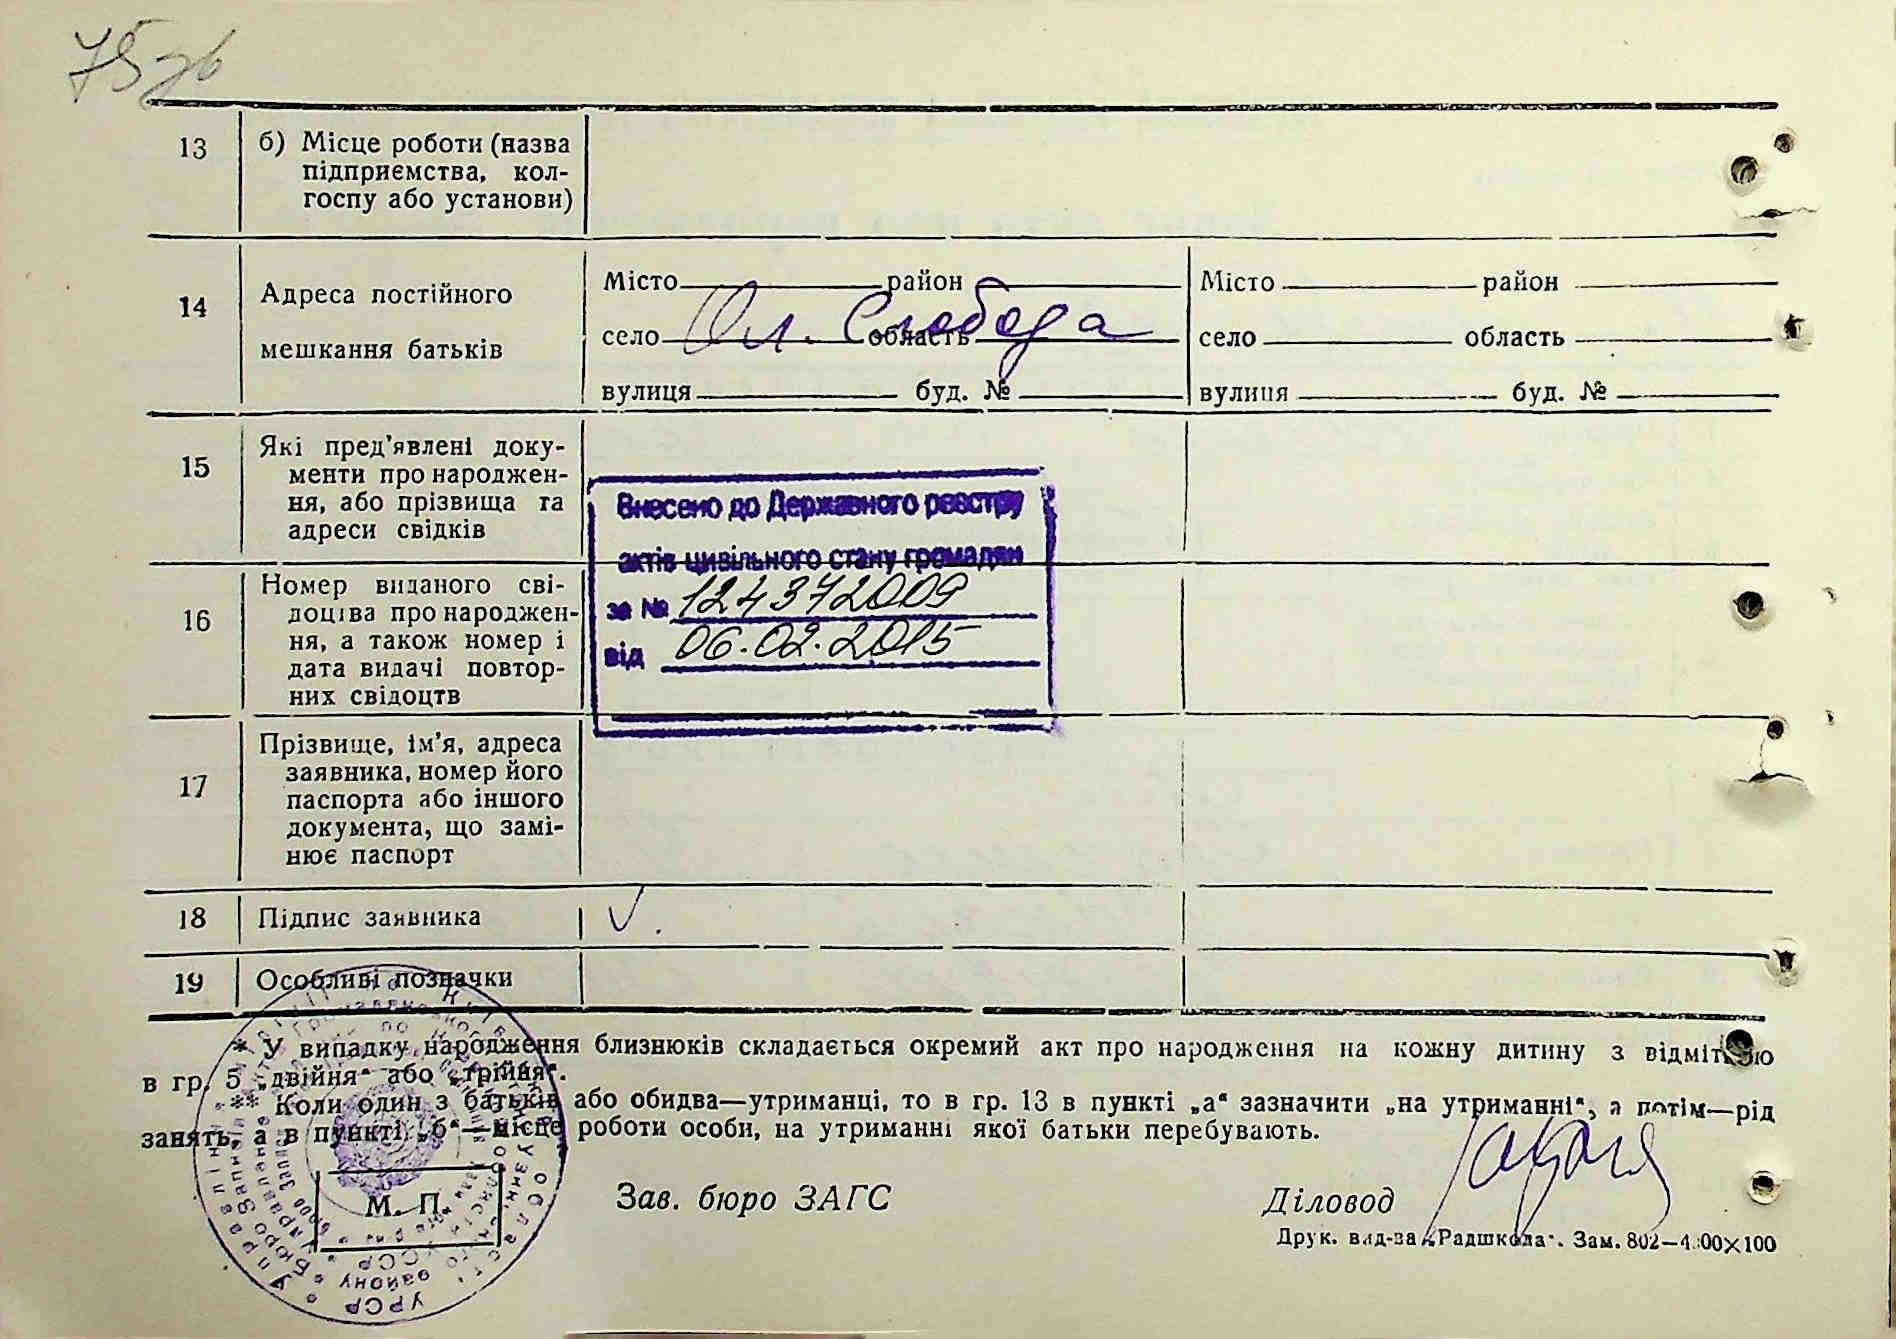 75 зв
13
б) Місце роботи (назва
підприємства, кол-
госпу або установи)
14
Адреса постійного
мешкання батьків
Місто район
село Ол. Слобода область
вулиця буд. №
Місто район
село область
вулиця буд. №
15
Які пред'явлені доку-
менти про народжен-
ня, або прізвища та
адреси свідків
Внесено до Державного реєстру
актів цивільного стану громадян
за № 124372009
від 06.02.2015
16
Номер виданого сві-
доцтва про народжен-
ня, а також номер і
дата видачі повтор-
них свідоцтв
17
Прізвище, ім'я, адреса
заявника, номер його
паспорта або іншого
документа, що замі-
нює паспорт
18
Підпис заявника
19
Особливі позначки
* У випадку народження близнюків складається окремий акт про народження на кожну дитину з відміткою
в гр. 5 „двійня“ або „трійня“.
** Коли один з батьків або обидва—утриманці, то в гр. 13 в пункті „а“ зазначити „на утриманні“, а потім—рід
занять, а в пункті „б“—місце роботи особи, на утриманні якої батьки перебувають.
М. П.
Зав. бюро ЗАГС
Діловод
Друк. вид-ва „Радшкола“. Зам. 802—4.00×100